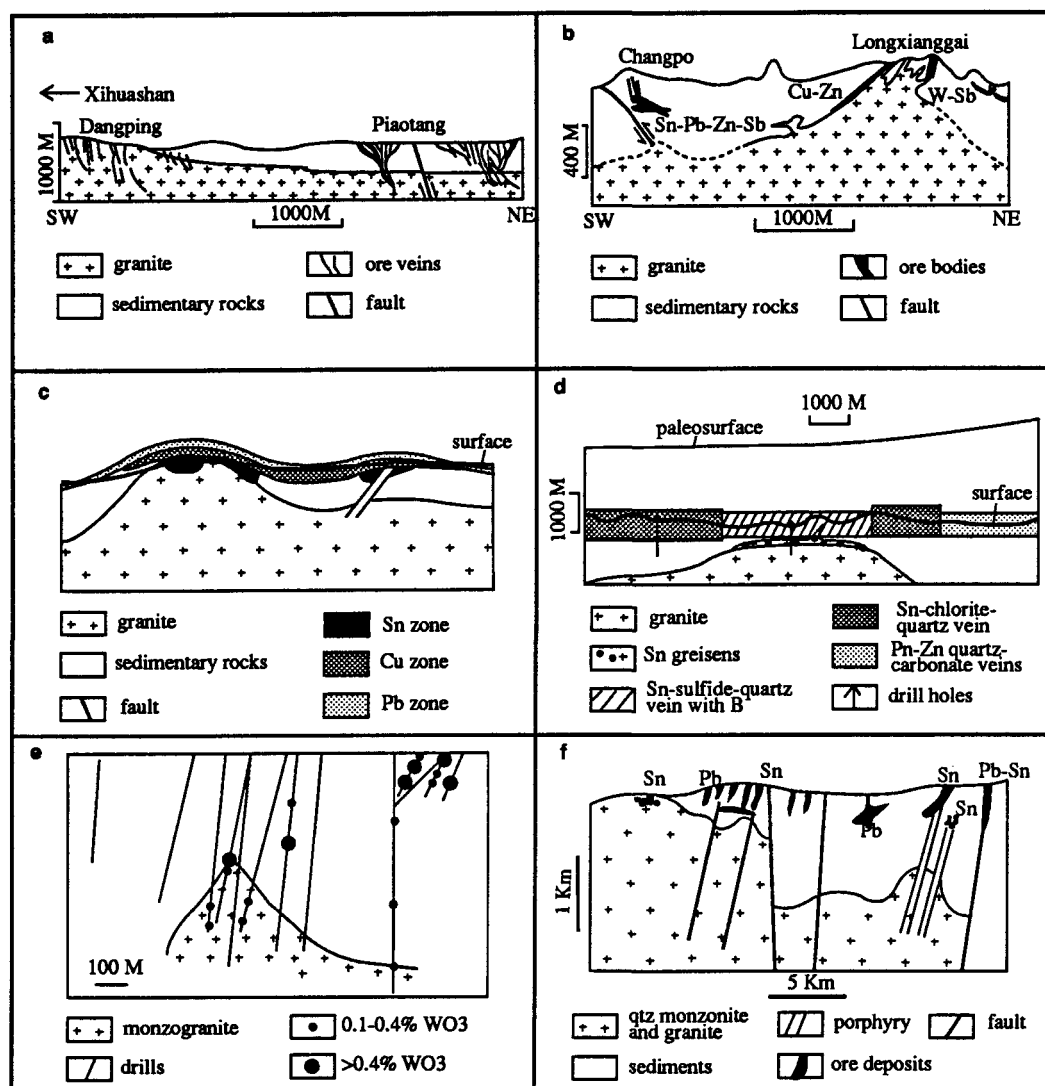 a
← Xihuashan
Dangping
Piaotang
1000 M
SW
1000M
NE
granite
ore veins
sedimentary rocks
fault
b
Longxianggai
Changpo
Cu-Zn
W-Sb
Sn-Pb-Zn-Sb
400 M
SW
1000M
NE
granite
ore bodies
sedimentary rocks
fault
c
surface
granite
Sn zone
sedimentary rocks
Cu zone
fault
Pb zone
d
1000 M
paleosurface
surface
1000 M
granite
Sn-chlorite-
quartz vein
Sn greisens
Pn-Zn quartz-
carbonate veins
Sn-sulfide-quartz
vein with B
drill holes
e
100 M
monzogranite
0.1-0.4% WO3
drills
>0.4% WO3
f
Sn
Pb
Sn
Sn
Pb-Sn
Sn
Pb
1 Km
5 Km
qtz monzonite
and granite
porphyry
fault
sediments
ore deposits